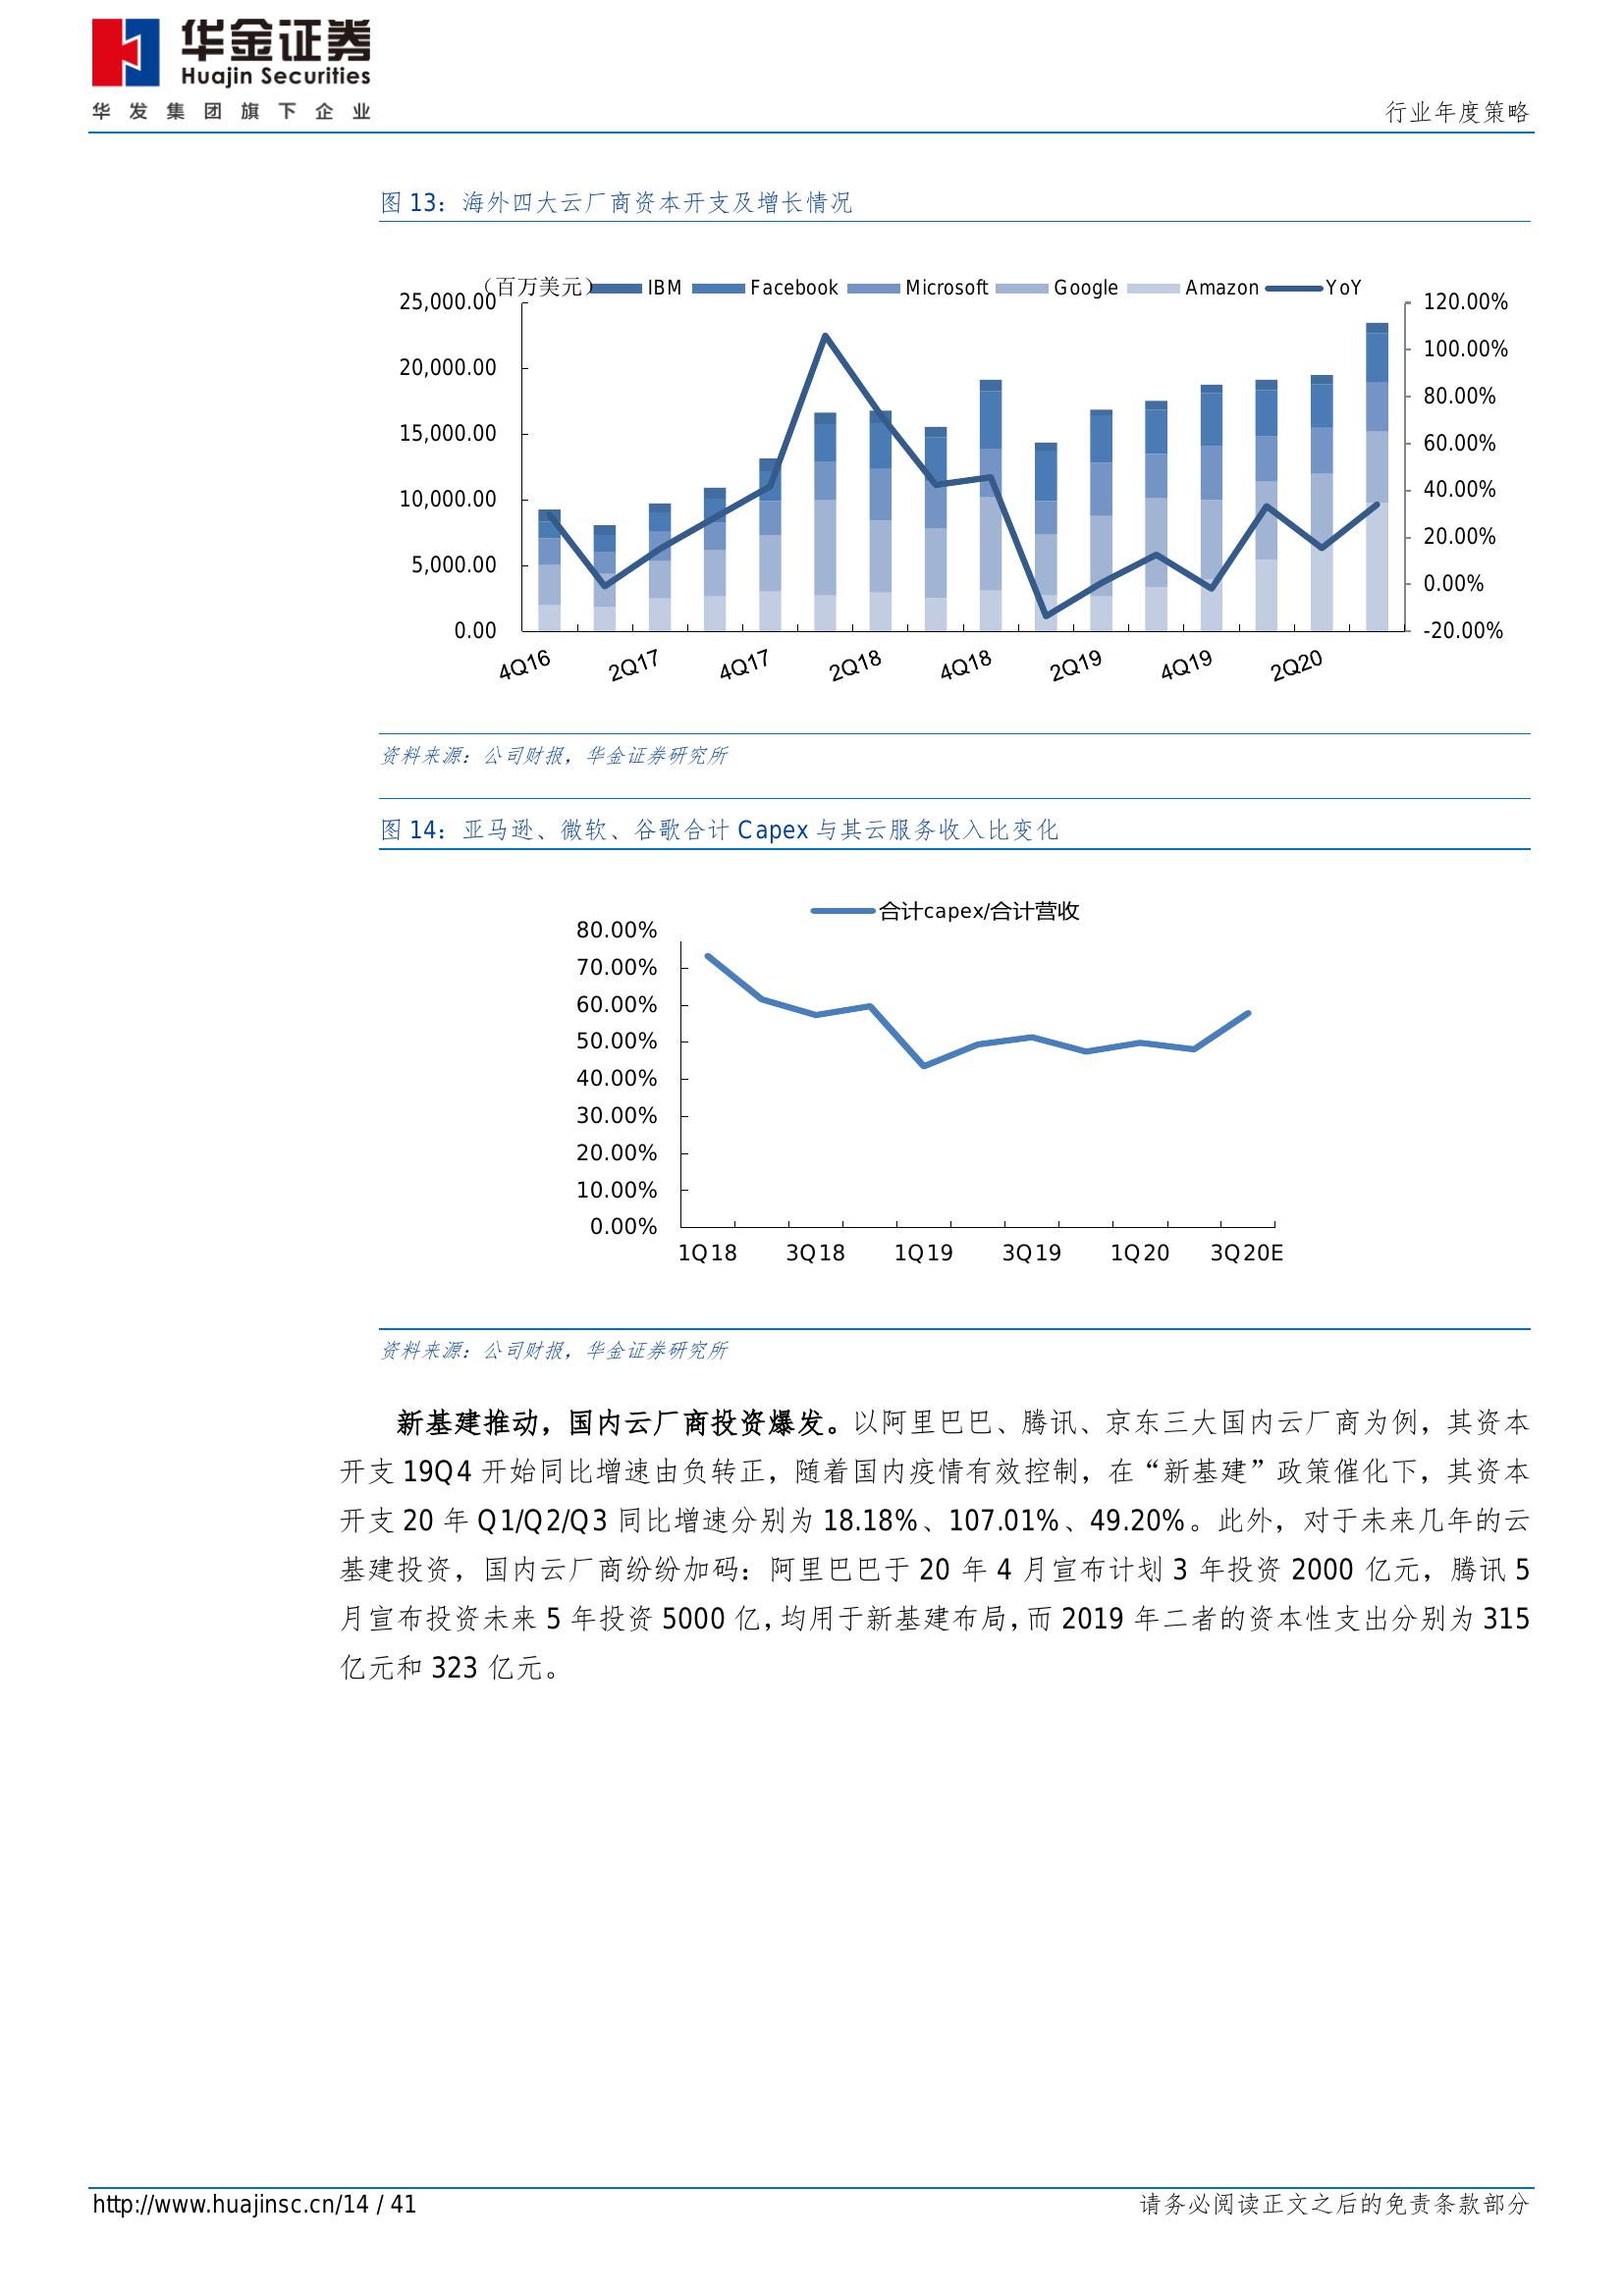 华金证券
Huajin Securities
华发集团旗下企业
行业年度策略
图 13：海外四大云厂商资本开支及增长情况
（百万美元）
IBM Facebook Microsoft Google Amazon YoY
25,000.00
20,000.00
15,000.00
10,000.00
5,000.00
0.00
120.00%
100.00%
80.00%
60.00%
40.00%
20.00%
0.00%
-20.00%
4Q16 2Q17 4Q17 2Q18 4Q18 2Q19 4Q19 2Q20
资料来源：公司财报，华金证券研究所
图 14：亚马逊、微软、谷歌合计 Capex 与其云服务收入比变化
合计capex/合计营收
80.00%
70.00%
60.00%
50.00%
40.00%
30.00%
20.00%
10.00%
0.00%
1Q18 3Q18 1Q19 3Q19 1Q20 3Q20E
资料来源：公司财报，华金证券研究所
新基建推动，国内云厂商投资爆发。以阿里巴巴、腾讯、京东三大国内云厂商为例，其资本
开支 19Q4 开始同比增速由负转正，随着国内疫情有效控制，在“新基建”政策催化下，其资本
开支 20 年 Q1/Q2/Q3 同比增速分别为 18.18%、107.01%、49.20%。此外，对于未来几年的云
基建投资，国内云厂商纷纷加码：阿里巴巴于 20 年 4 月宣布计划 3 年投资 2000 亿元，腾讯 5
月宣布投资未来 5 年投资 5000 亿，均用于新基建布局，而 2019 年二者的资本性支出分别为 315
亿元和 323 亿元。
http://www.huajinsc.cn/14 / 41
请务必阅读正文之后的免责条款部分